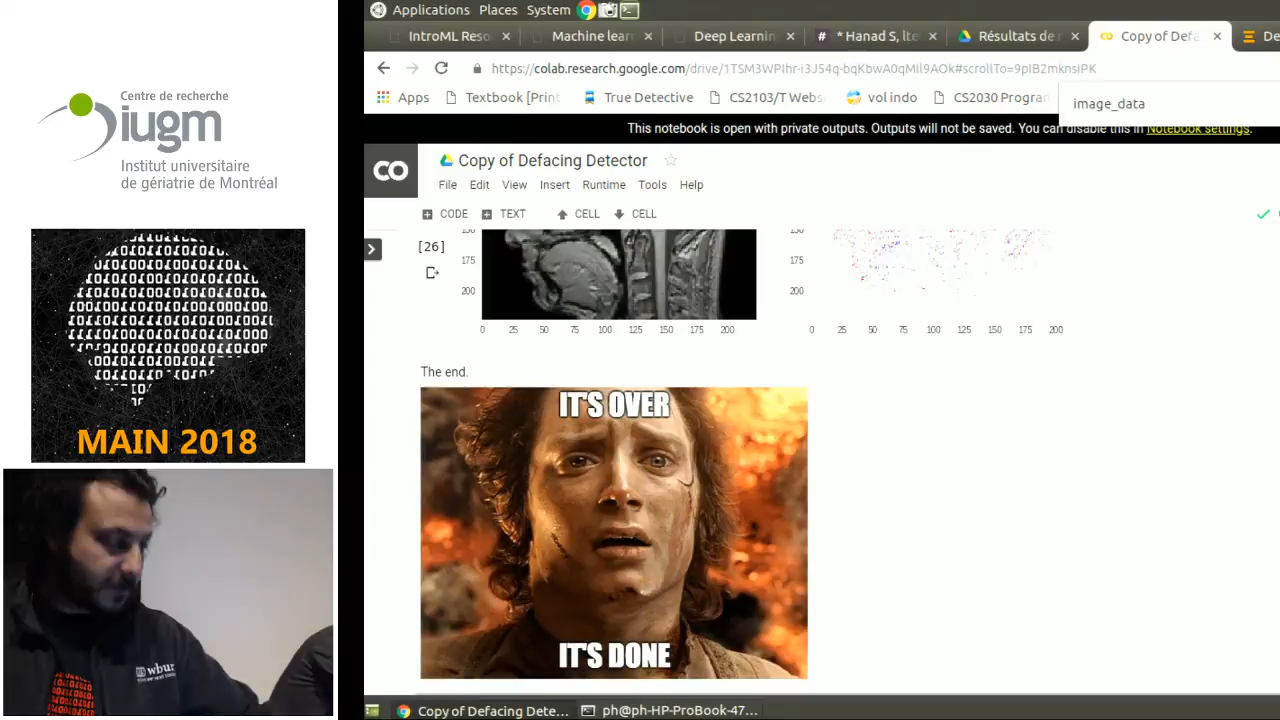 Centre de recherche
iugm
Institut universitaire
de gériatrie de Montréal
MAIN 2018
wbur
Applications Places System
IntroML Reso
Machine lear
Deep Learnin
# * Hanad S, lte
Résultats de r
Copy of Defa
De
https://colab.research.google.com/drive/1TSM3WPIhr-i3J54q-bqKbwA0qMil9AOk#scrollTo=9pIB2mknsIPK
Apps
Textbook [Print
True Detective
CS2103/T Webs
vol indo
CS2030 Program
image_data
This notebook is open with private outputs. Outputs will not be saved. You can disable this in Notebook settings.
CO
Copy of Defacing Detector
File Edit View Insert Runtime Tools Help
CODE TEXT CELL CELL
[26]
150
175
200
0 25 50 75 100 125 150 175 200
150
175
200
0 25 50 75 100 125 150 175 200
The end.
IT'S OVER
IT'S DONE
Copy of Defacing Dete...
ph@ph-HP-ProBook-47...